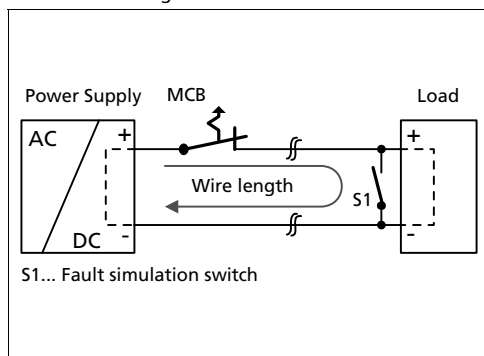 Power Supply MCB Load
AC + +
Wire length
S1
DC - -
S1... Fault simulation switch